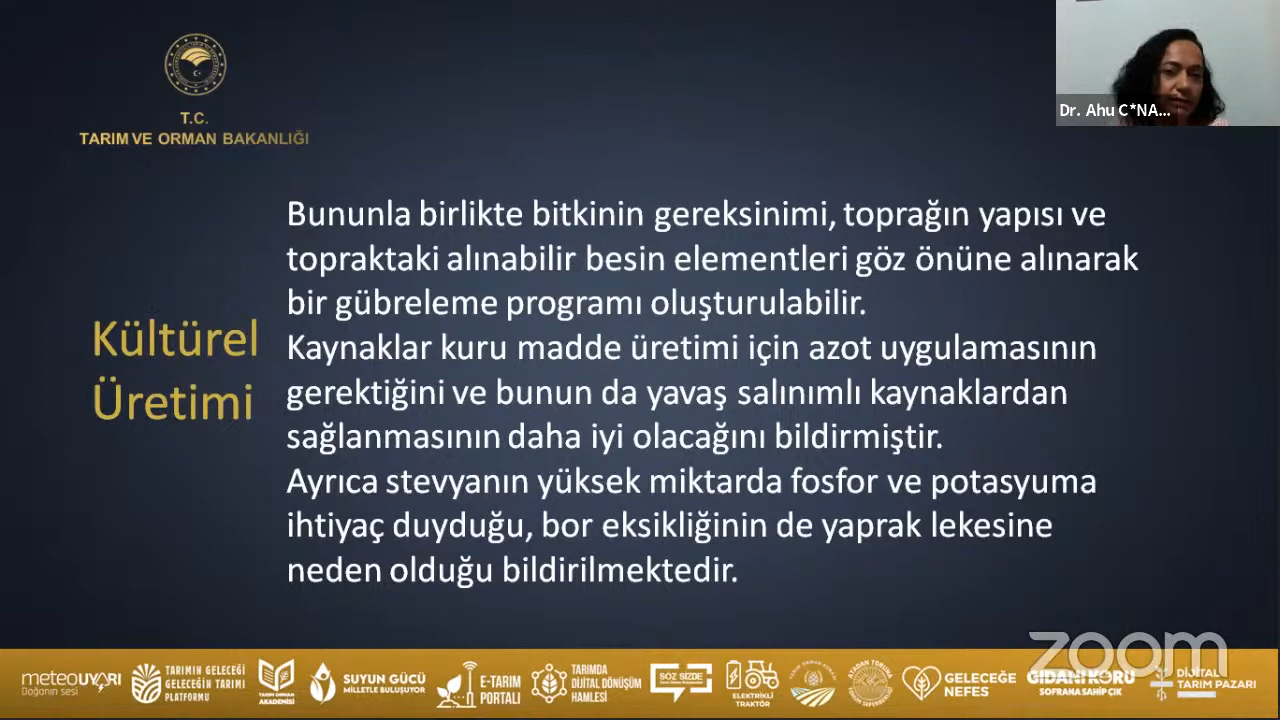 Dr. Ahu Ç*NA...
T.C.
TARIM VE ORMAN BAKANLIĞI
Kültürel
Üretimi
Bununla birlikte bitkinin gereksinimi, toprağın yapısı ve
topraktaki alınabilir besin elementleri göz önüne alınarak
bir gübreleme programı oluşturulabilir.
Kaynaklar kuru madde üretimi için azot uygulamasının
gerektiğini ve bunun da yavaş salınımlı kaynaklardan
sağlanmasının daha iyi olacağını bildirmiştir.
Ayrıca stevyanın yüksek miktarda fosfor ve potasyuma
ihtiyaç duyduğu, bor eksikliğinin de yaprak lekesine
neden olduğu bildirilmektedir.
zoom
meteouyarı
Doğanın sesi
TARIMIN GELECEĞİ
GELECEĞİN TARIMI
PLATFORMU
TARIM ORMAN
AKADEMİSİ
SUYUN GÜCÜ
MİLLETLE BULUŞUYOR
E-TARIM
PORTALI
TARIMDA
DİJİTAL DÖNÜŞÜM
HAMLESİ
SÖZ SİZDE
ELEKTRİKLİ
TRAKTÖR
GELECEĞE
NEFES
GIDANI KORU
SOFRANA SAHİP ÇIK
DİJİTAL
TARIM PAZARI